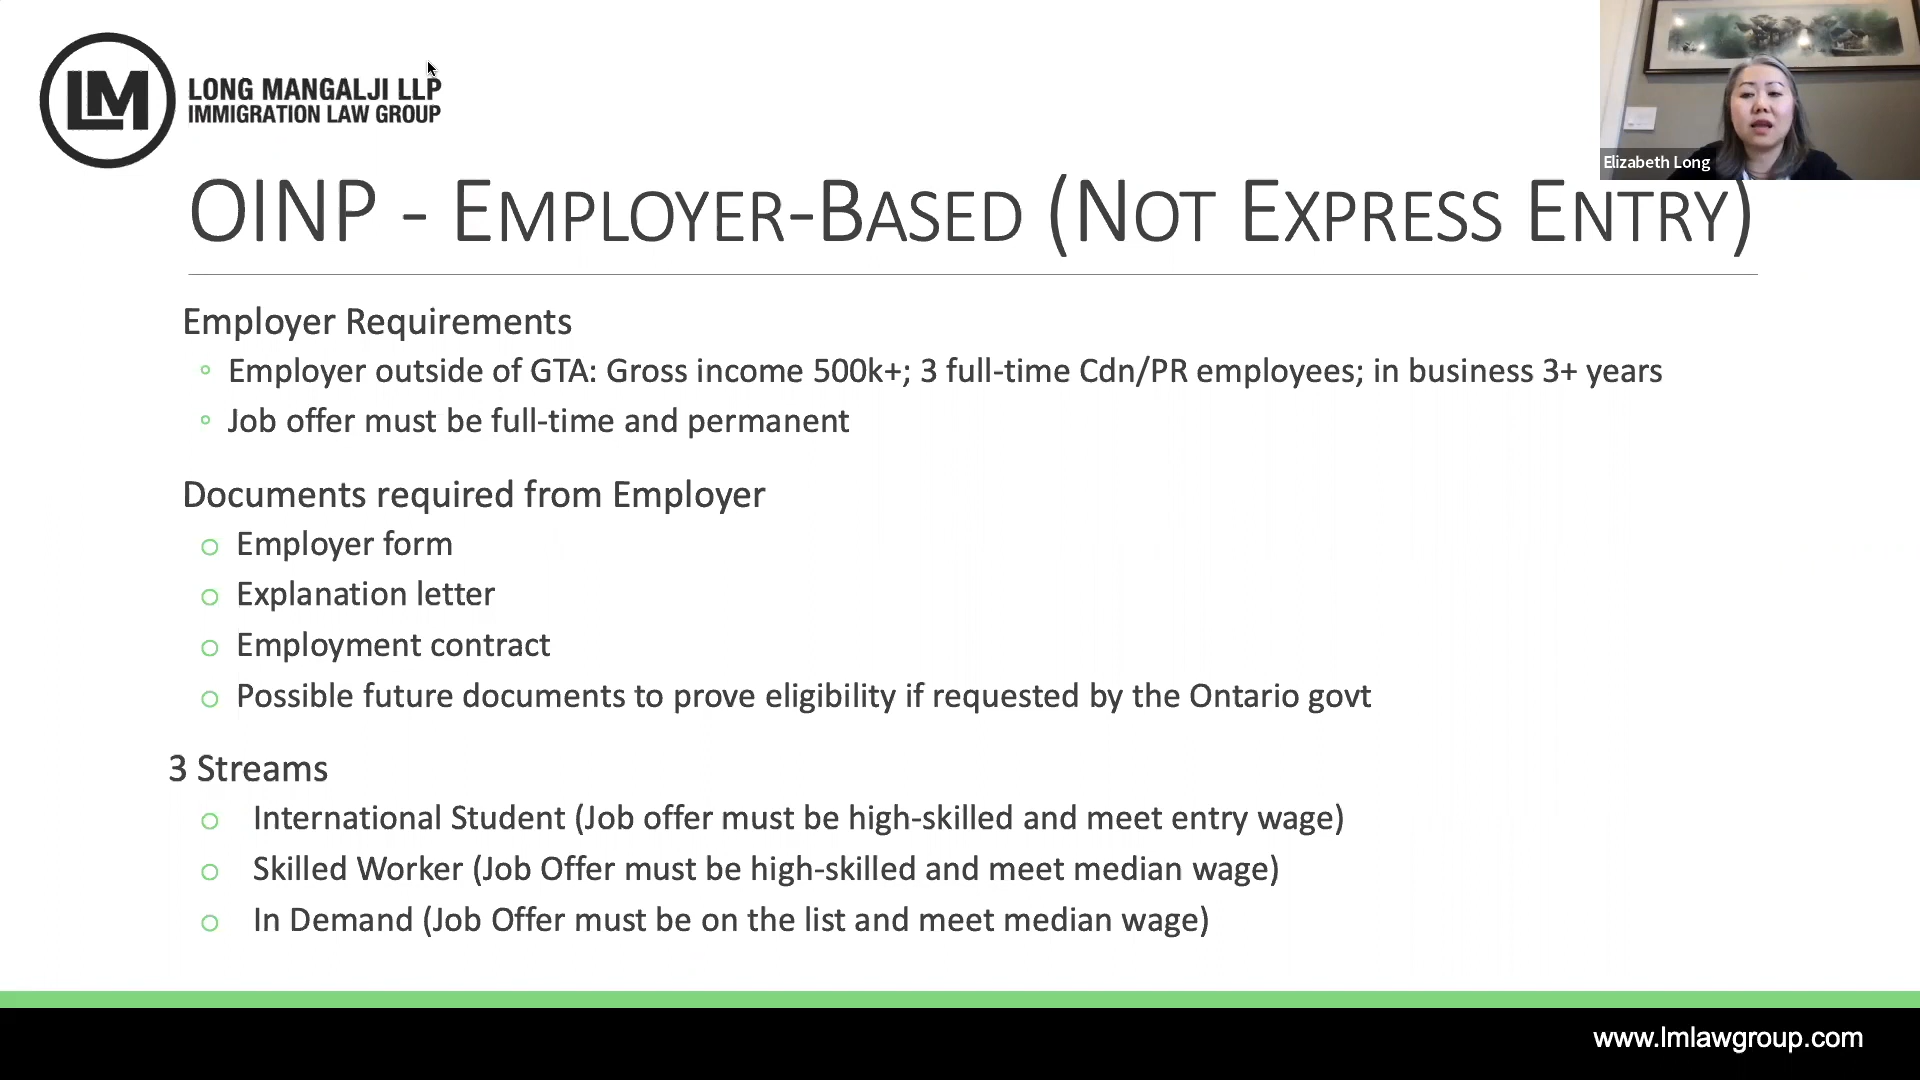 LM
LONG MANGALJI LLP
IMMIGRATION LAW GROUP
Elizabeth Long
OINP - EMPLOYER-BASED (NOT EXPRESS ENTRY)
Employer Requirements
Employer outside of GTA: Gross income 500k+; 3 full-time Cdn/PR employees; in business 3+ years
Job offer must be full-time and permanent
Documents required from Employer
Employer form
Explanation letter
Employment contract
Possible future documents to prove eligibility if requested by the Ontario govt
3 Streams
International Student (Job offer must be high-skilled and meet entry wage)
Skilled Worker (Job Offer must be high-skilled and meet median wage)
In Demand (Job Offer must be on the list and meet median wage)
www.lmlawgroup.com